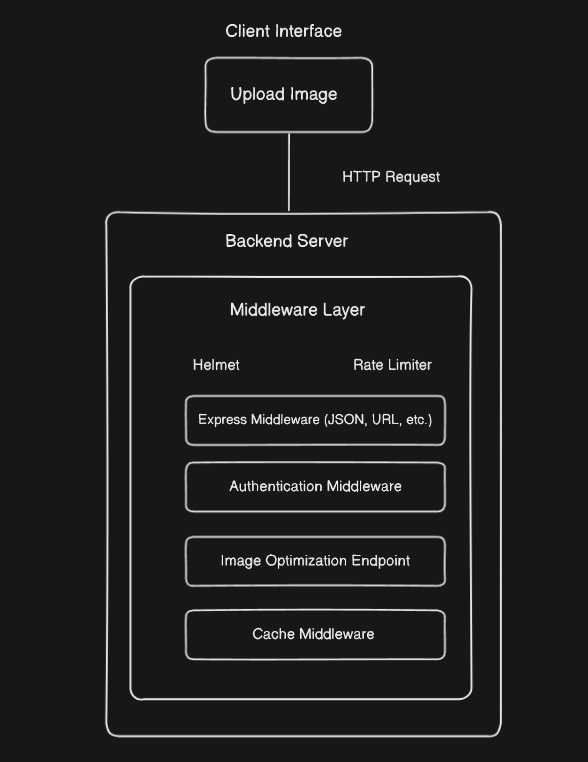 Client Interface
Upload Image
HTTP Request
Backend Server
Middleware Layer
Helmet
Rate Limiter
Express Middleware (JSON, URL, etc.)
Authentication Middleware
Image Optimization Endpoint
Cache Middleware